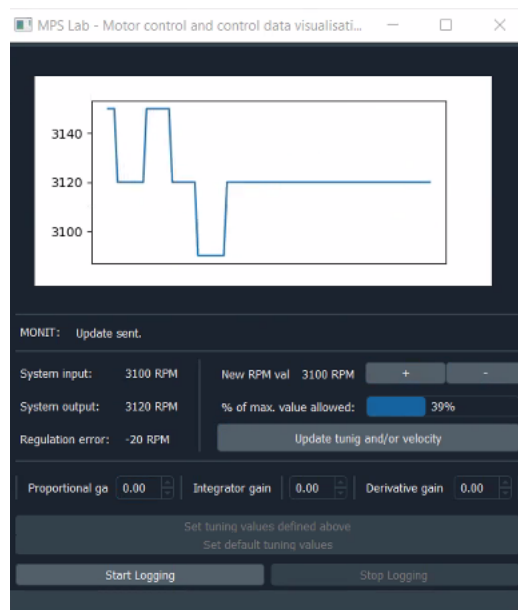 MPS Lab - Motor control and control data visualisati...
3140
3120
3100
MONIT: Update sent.
System input: 3100 RPM New RPM val 3100 RPM + -
System output: 3120 RPM % of max. value allowed: 39%
Regulation error: -20 RPM Update tunig and/or velocity
Proportional ga 0.00 Integrator gain 0.00 Derivative gain 0.00
Set tuning values defined above
Set default tuning values
Start Logging Stop Logging